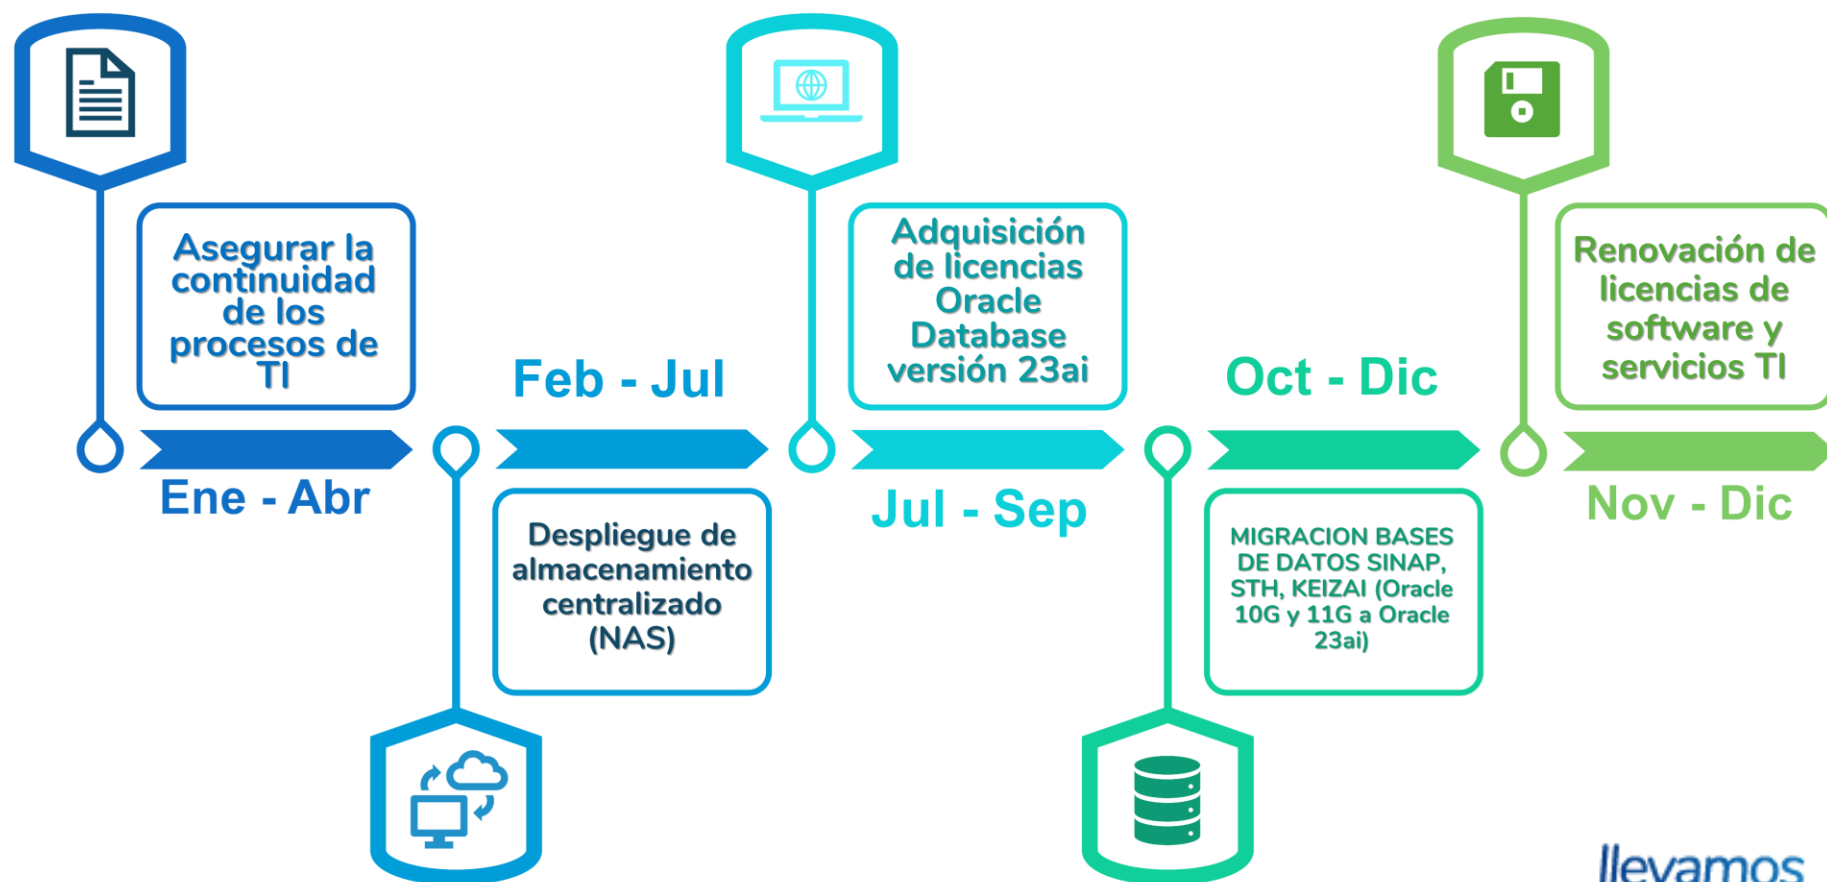 Asegurar la
continuidad
de los
procesos de
TI
Ene - Abr
Feb - Jul
Despliegue de
almacenamiento
centralizado
(NAS)
Adquisición
de licencias
Oracle
Database
versión 23ai
Jul - Sep
Oct - Dic
MIGRACION BASES
DE DATOS SINAP,
STH, KEIZAI (Oracle
10G y 11G a Oracle
23ai)
Renovación de
licencias de
software y
servicios TI
Nov - Dic
llevamos